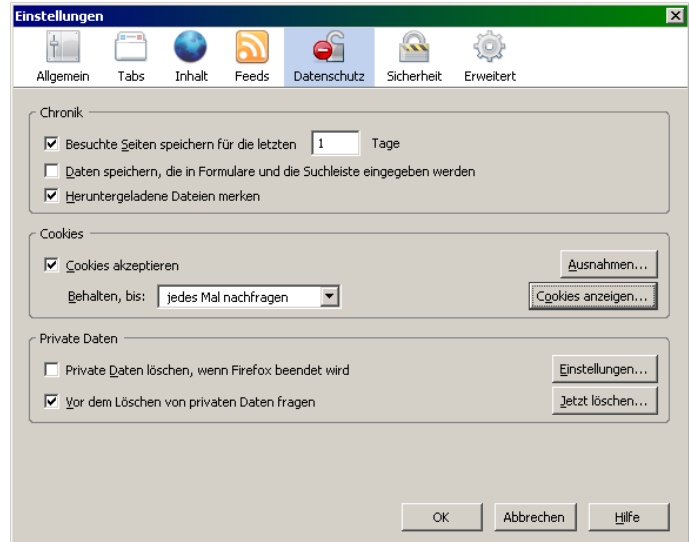 Einstellungen
Allgemein Tabs Inhalt Feeds Datenschutz Sicherheit Erweitert
Chronik
Besuchte Seiten speichern für die letzten 1 Tage
Daten speichern, die in Formulare und die Suchleiste eingegeben werden
Heruntergeladene Dateien merken
Cookies
Cookies akzeptieren Ausnahmen...
Behalten, bis: jedes Mal nachfragen Cookies anzeigen...
Private Daten
Private Daten löschen, wenn Firefox beendet wird Einstellungen...
Vor dem Löschen von privaten Daten fragen Jetzt löschen...
OK Abbrechen Hilfe